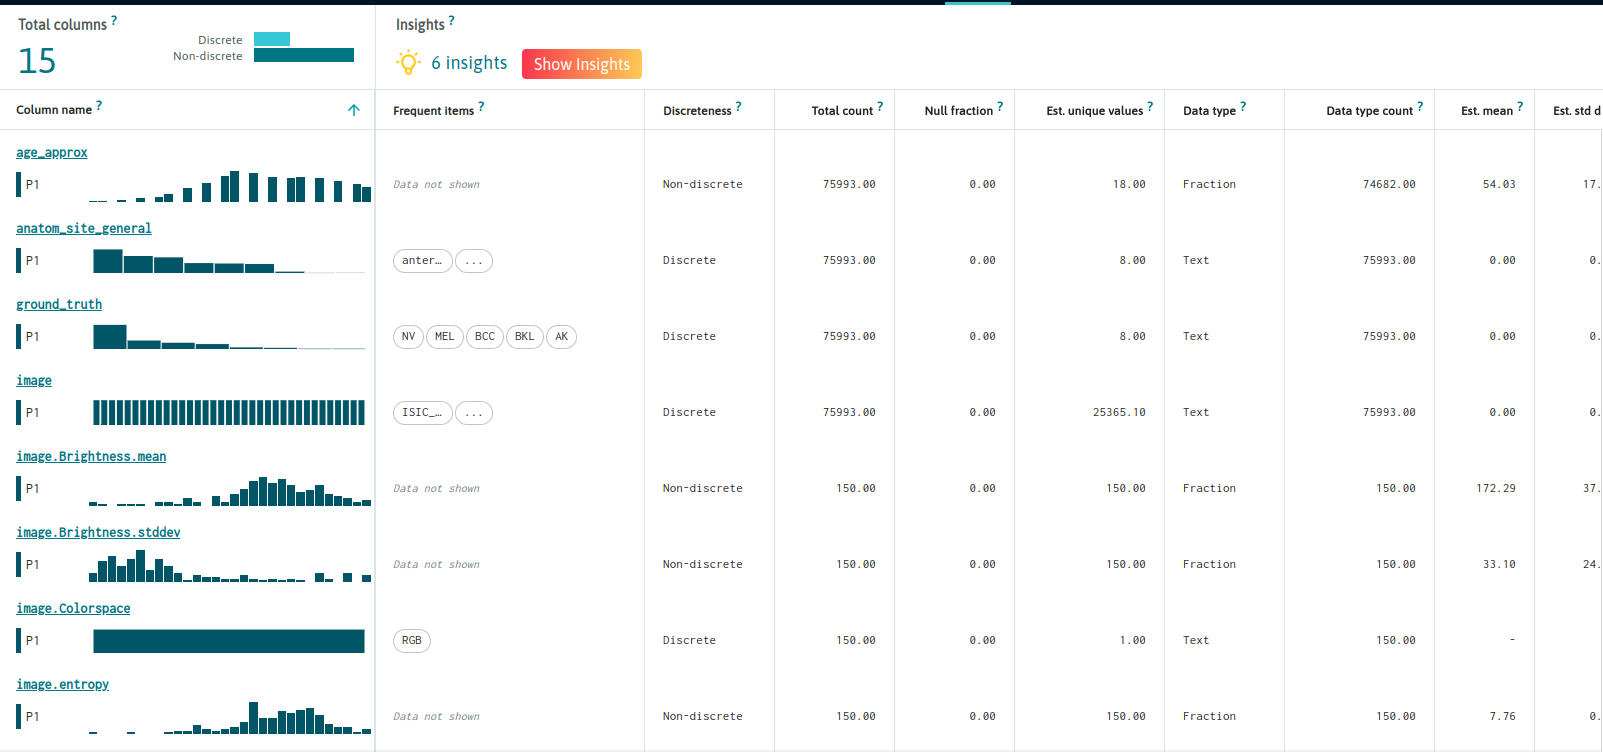 Total columns ?
15
Discrete
Non-discrete
Insights ?
6 insights
Show Insights
Column name ?
Frequent items ?
Discreteness ?
Total count ?
Null fraction ?
Est. unique values ?
Data type ?
Data type count ?
Est. mean ?
Est. std d
age_approx
P1 Data not shown Non-discrete 75993.00 0.00 18.00 Fraction 74682.00 54.03 17.
anatom_site_general
P1 anter… ... Discrete 75993.00 0.00 8.00 Text 75993.00 0.00 0.
ground_truth
P1 NV MEL BCC BKL AK Discrete 75993.00 0.00 8.00 Text 75993.00 0.00 0.
image
P1 ISIC_… ... Discrete 75993.00 0.00 25365.10 Text 75993.00 0.00 0.
image.Brightness.mean
P1 Data not shown Non-discrete 150.00 0.00 150.00 Fraction 150.00 172.29 37.
image.Brightness.stddev
P1 Data not shown Non-discrete 150.00 0.00 150.00 Fraction 150.00 33.10 24.
image.Colorspace
P1 RGB Discrete 150.00 0.00 1.00 Text 150.00 -
image.entropy
P1 Data not shown Non-discrete 150.00 0.00 150.00 Fraction 150.00 7.76 0.